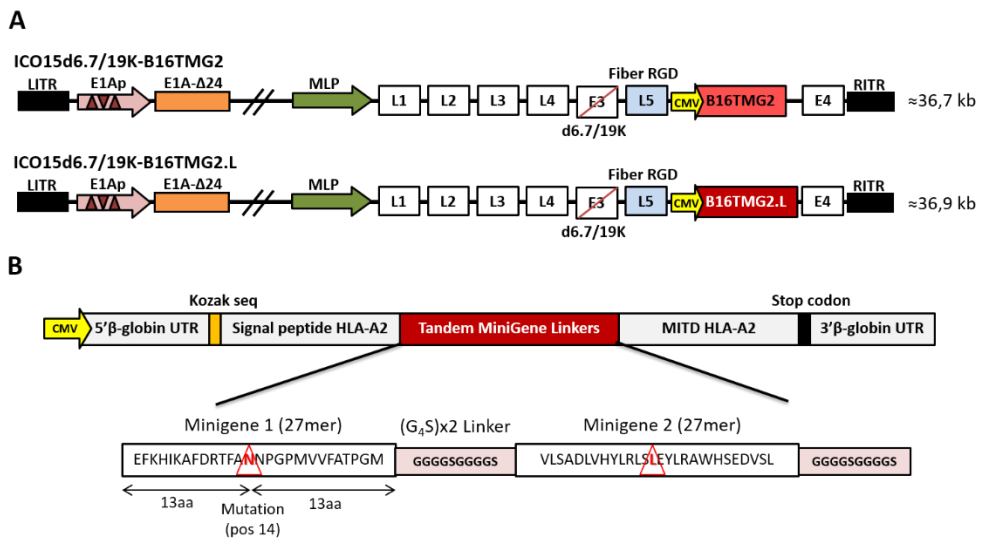 A
ICO15d6.7/19K-B16TMG2
LITR E1Ap E1A-Δ24 MLP L1 L2 L3 L4 E3 Fiber RGD L5 CMV B16TMG2 E4 RITR ≈36,7 kb
d6.7/19K
ICO15d6.7/19K-B16TMG2.L
LITR E1Ap E1A-Δ24 MLP L1 L2 L3 L4 E3 Fiber RGD L5 CMV B16TMG2.L E4 RITR ≈36,9 kb
d6.7/19K
B
Kozak seq Stop codon
CMV 5'β-globin UTR Signal peptide HLA-A2 Tandem MiniGene Linkers MITD HLA-A2 3'β-globin UTR
Minigene 1 (27mer) (G₄S)x2 Linker Minigene 2 (27mer)
EFKHIKAFDRTFANNPGPMVVFATPGM GGGGSGGGGS VLSADLVHYLRLSLEYLRAWHSEDVSL GGGGSGGGGS
13aa 13aa
Mutation
(pos 14)